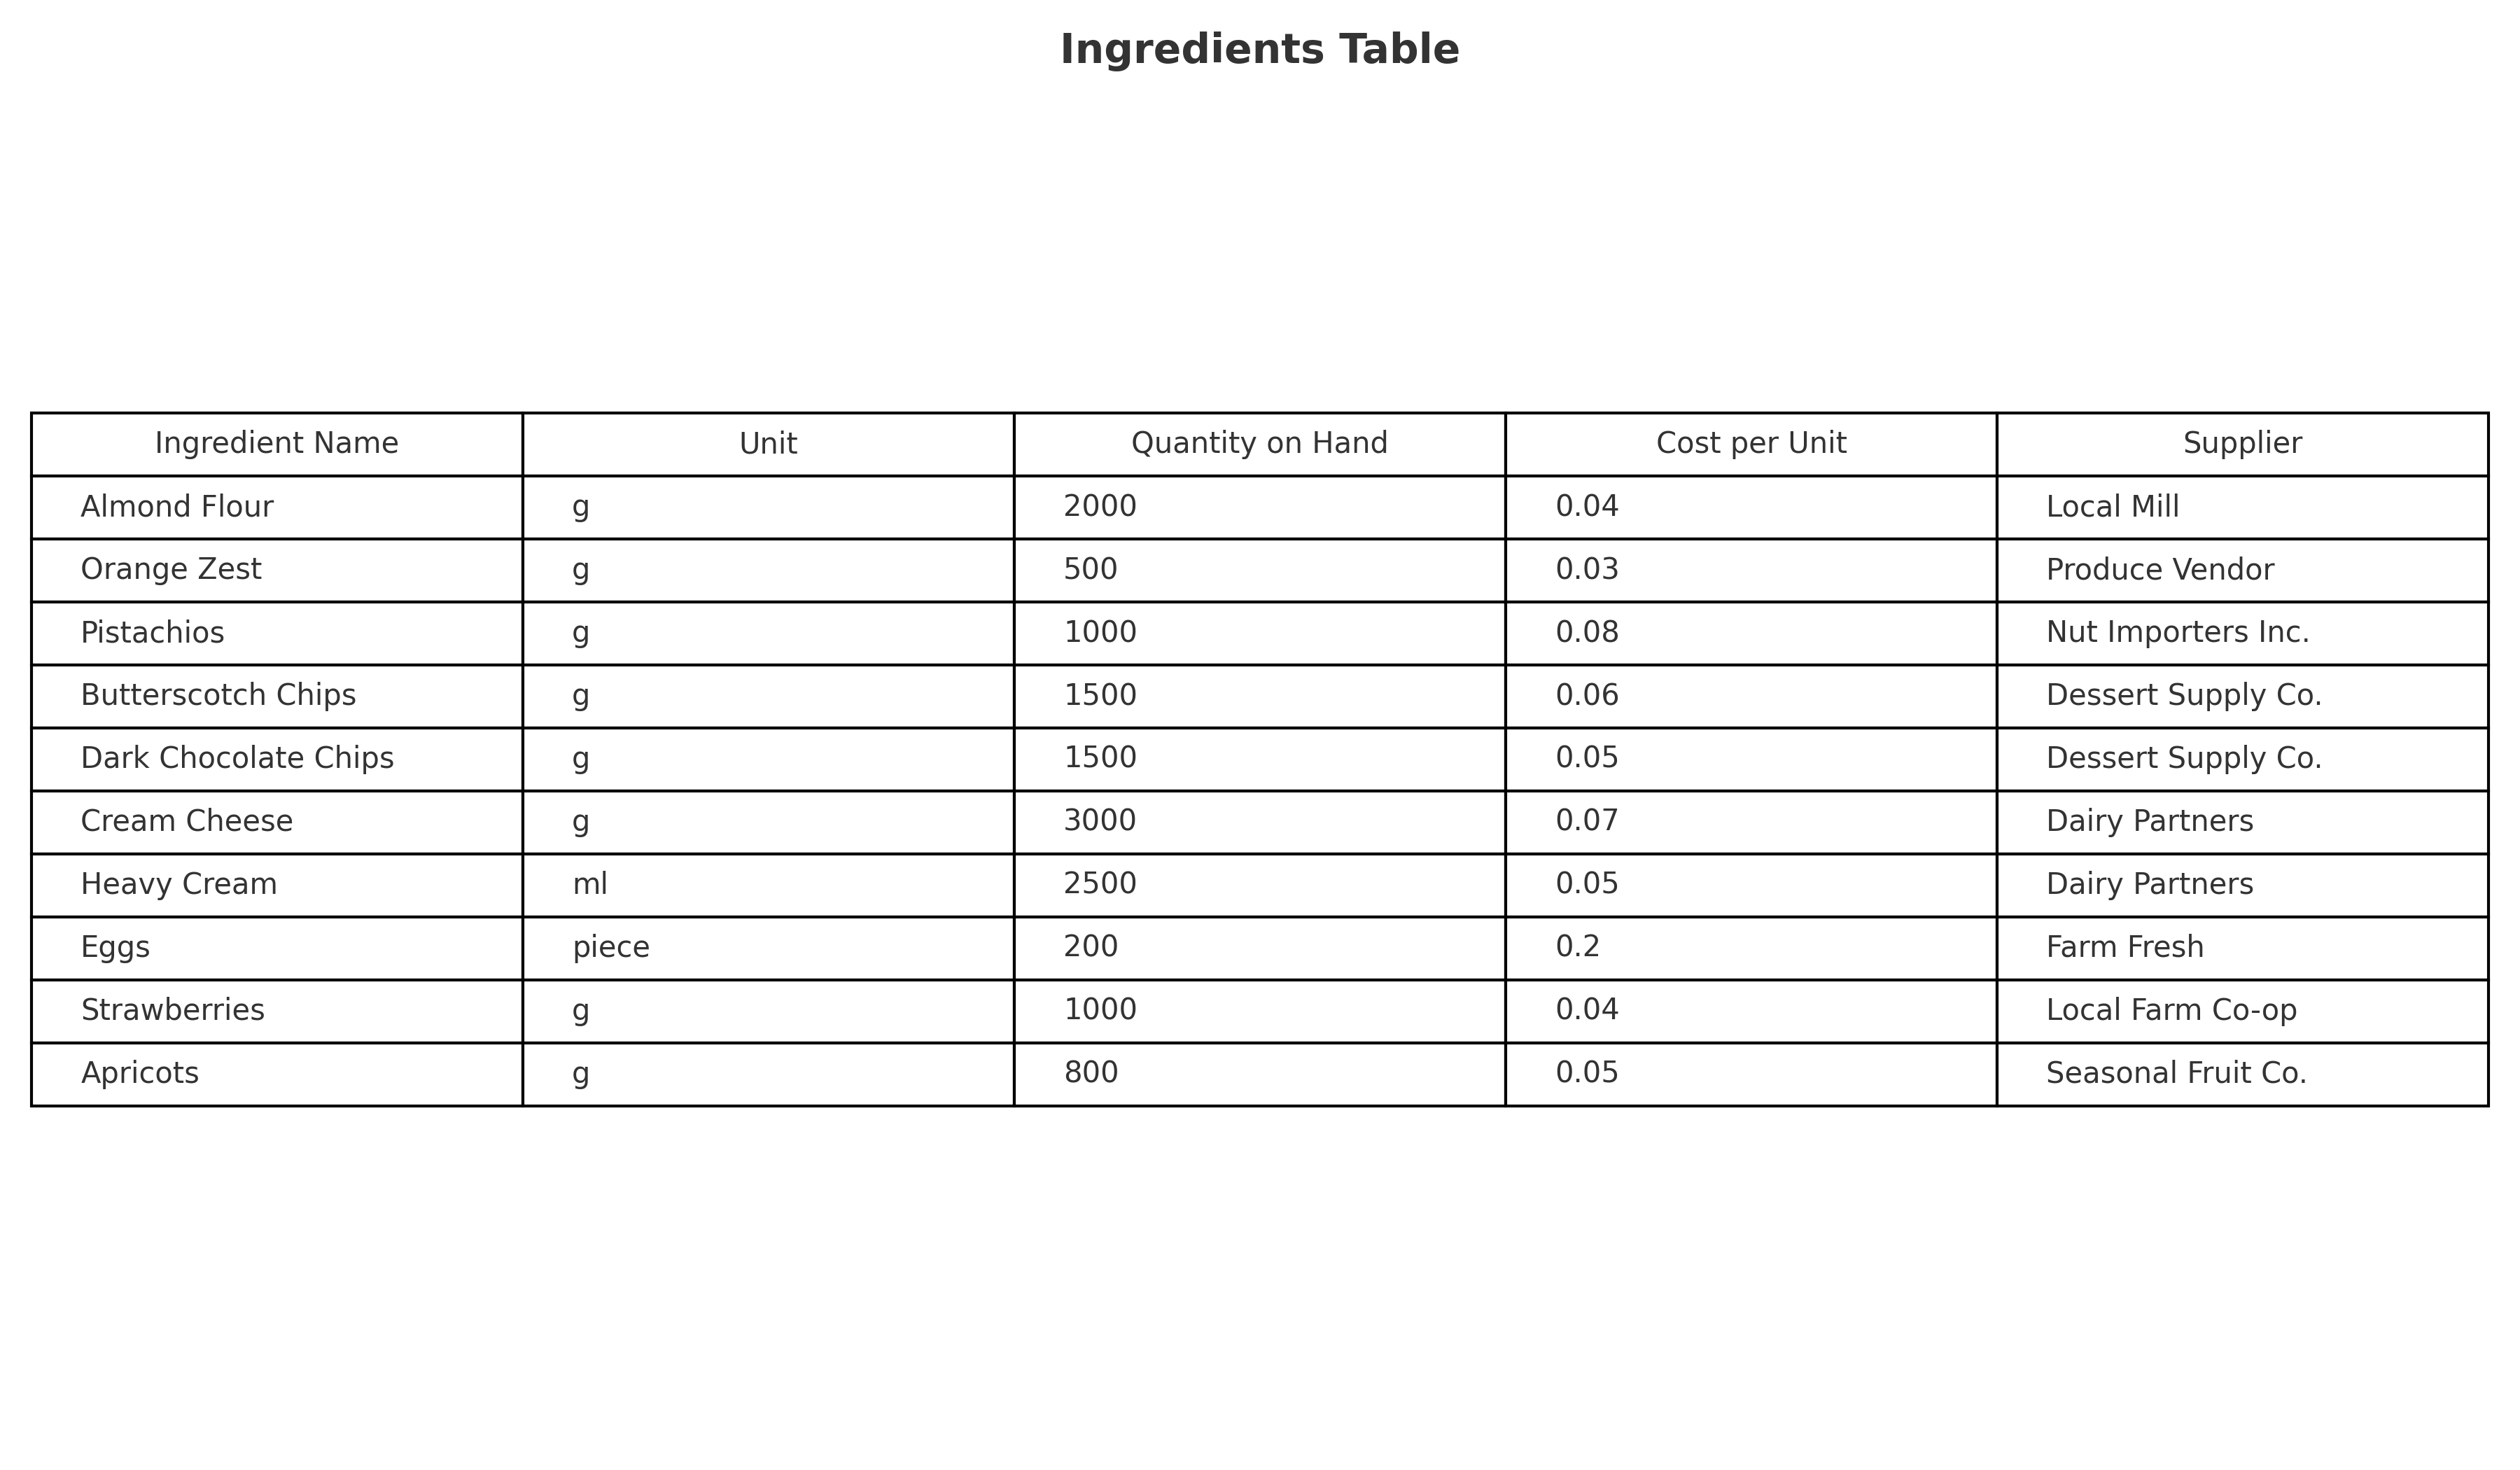 Ingredients Table
Ingredient Name Unit Quantity on Hand Cost per Unit Supplier
Almond Flour g 2000 0.04 Local Mill
Orange Zest g 500 0.03 Produce Vendor
Pistachios g 1000 0.08 Nut Importers Inc.
Butterscotch Chips g 1500 0.06 Dessert Supply Co.
Dark Chocolate Chips g 1500 0.05 Dessert Supply Co.
Cream Cheese g 3000 0.07 Dairy Partners
Heavy Cream ml 2500 0.05 Dairy Partners
Eggs piece 200 0.2 Farm Fresh
Strawberries g 1000 0.04 Local Farm Co-op
Apricots g 800 0.05 Seasonal Fruit Co.